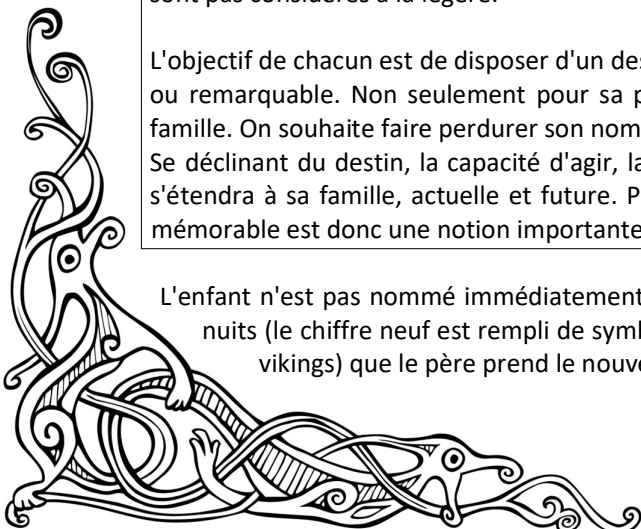 sont pas considérés à la légère.
L'objectif de chacun est de disposer d'un des
ou remarquable. Non seulement pour sa p
famille. On souhaite faire perdurer son nom
Se déclinant du destin, la capacité d'agir, la
s'étendra à sa famille, actuelle et future. P
mémorable est donc une notion importante
L'enfant n'est pas nommé immédiatement
nuits (le chiffre neuf est rempli de symb
vikings) que le père prend le nouve